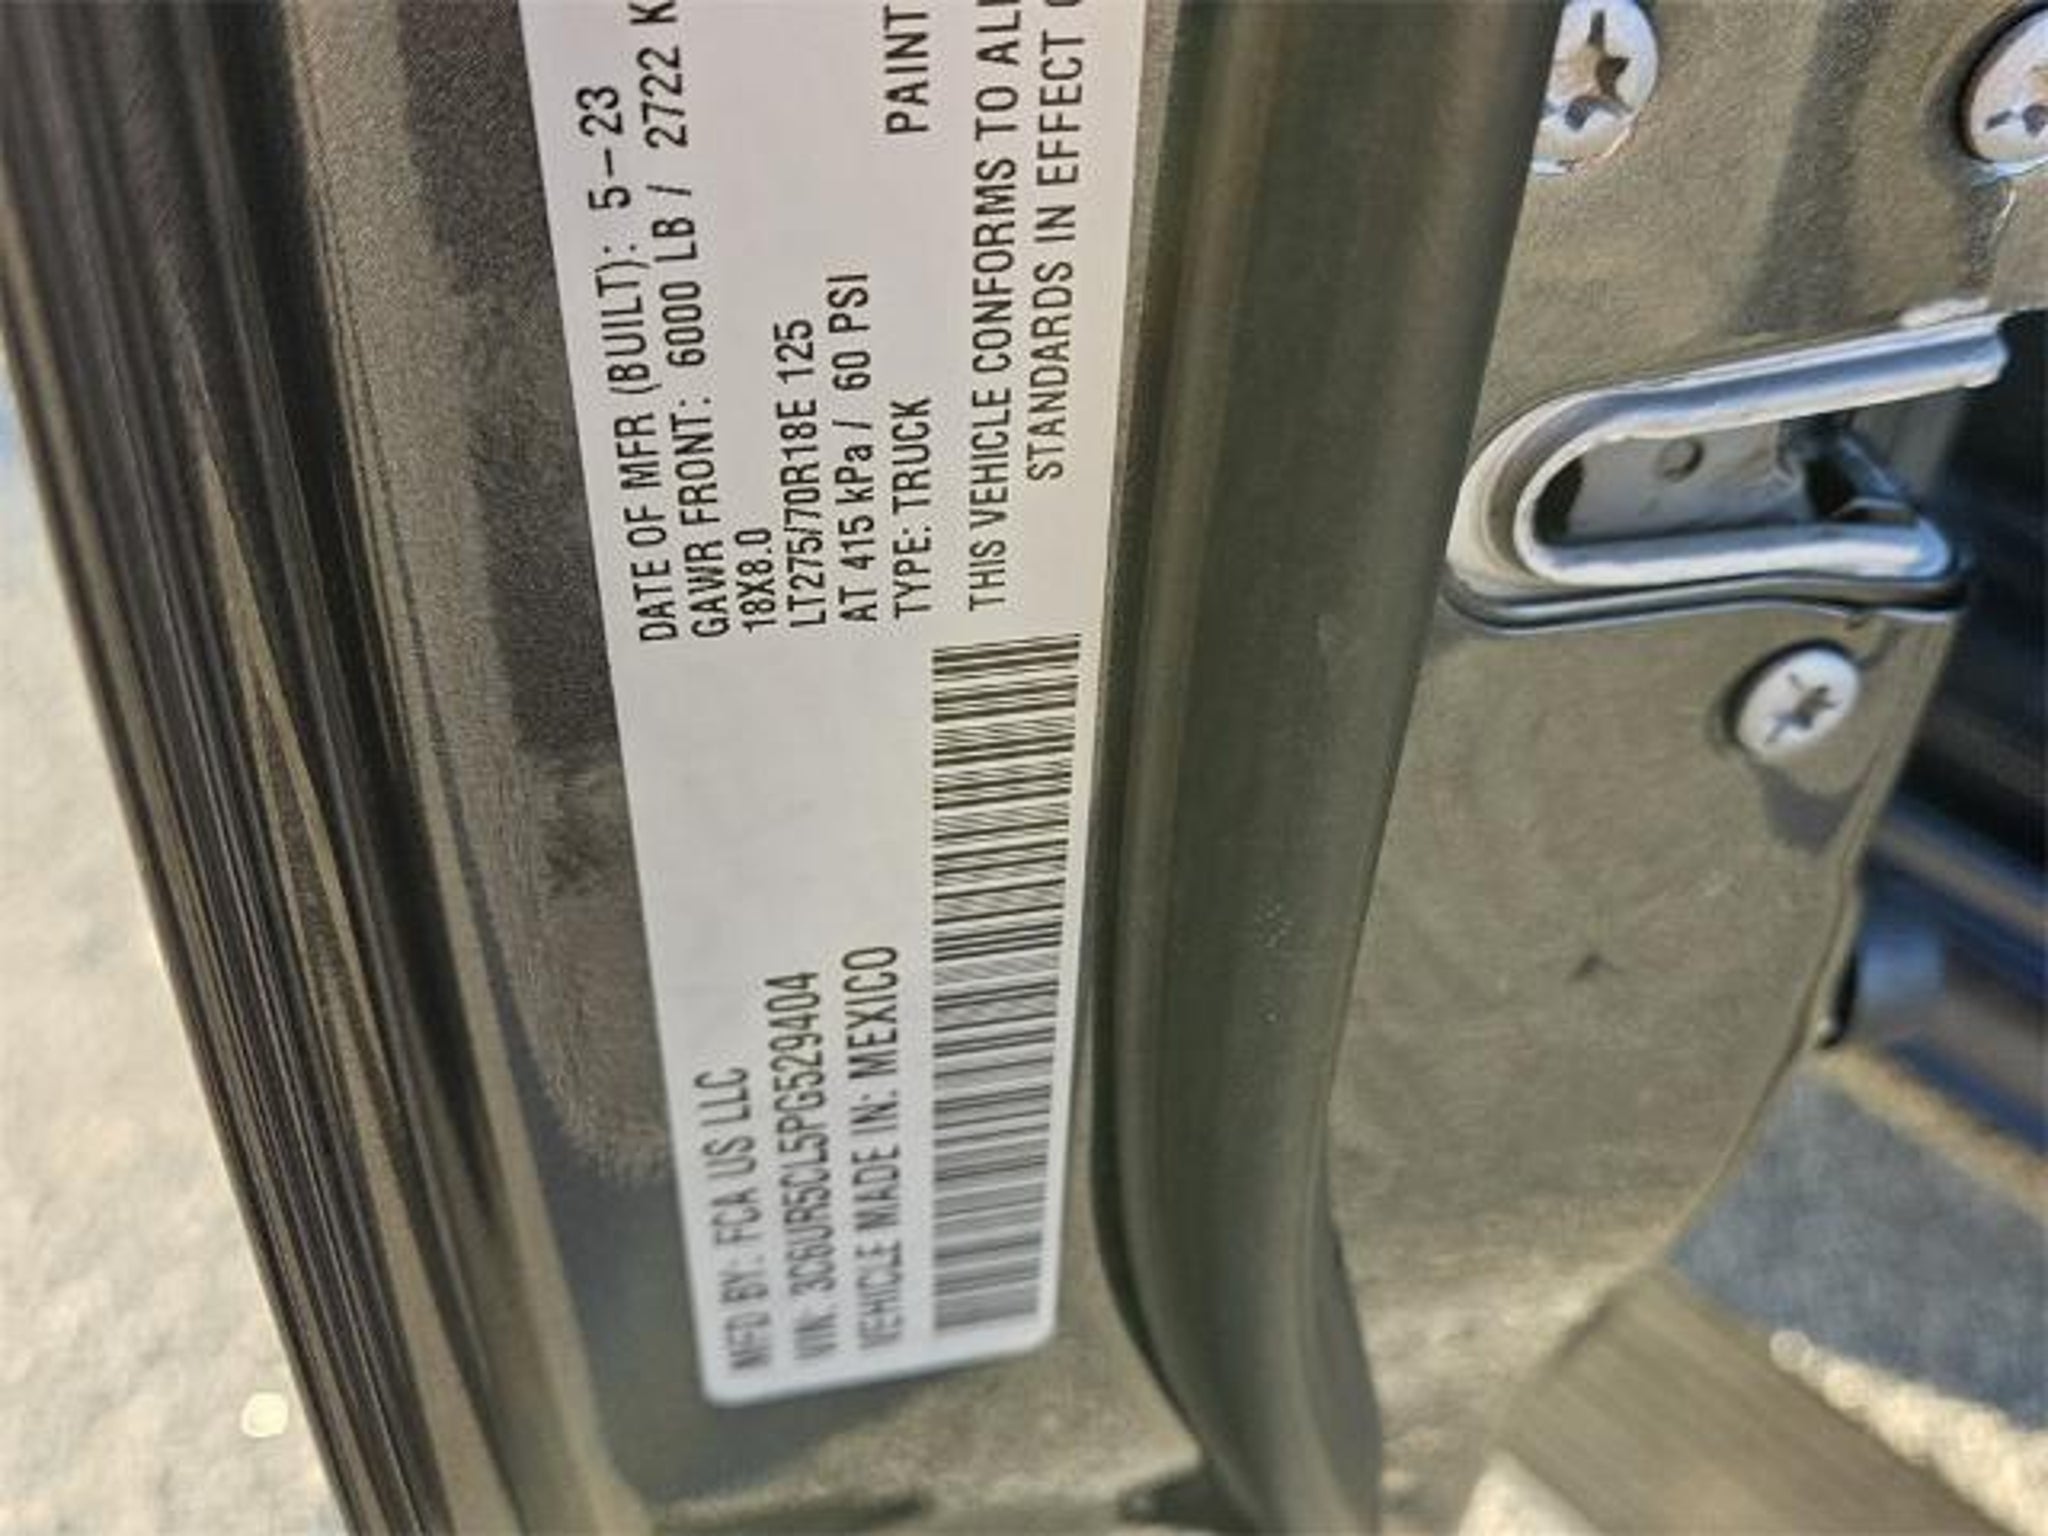 MFD BY: FCA US LLC
VIN: 3C6UR5CL5PG529404
VEHICLE MADE IN: MEXICO
DATE OF MFR (BUILT): 5-23
GAWR FRONT: 6000 LB / 2722 K
18X8.0
LT275/70R18E 125
AT 415 kPa / 60 PSI
TYPE: TRUCK
PAINT
THIS VEHICLE CONFORMS TO ALL
STANDARDS IN EFFECT